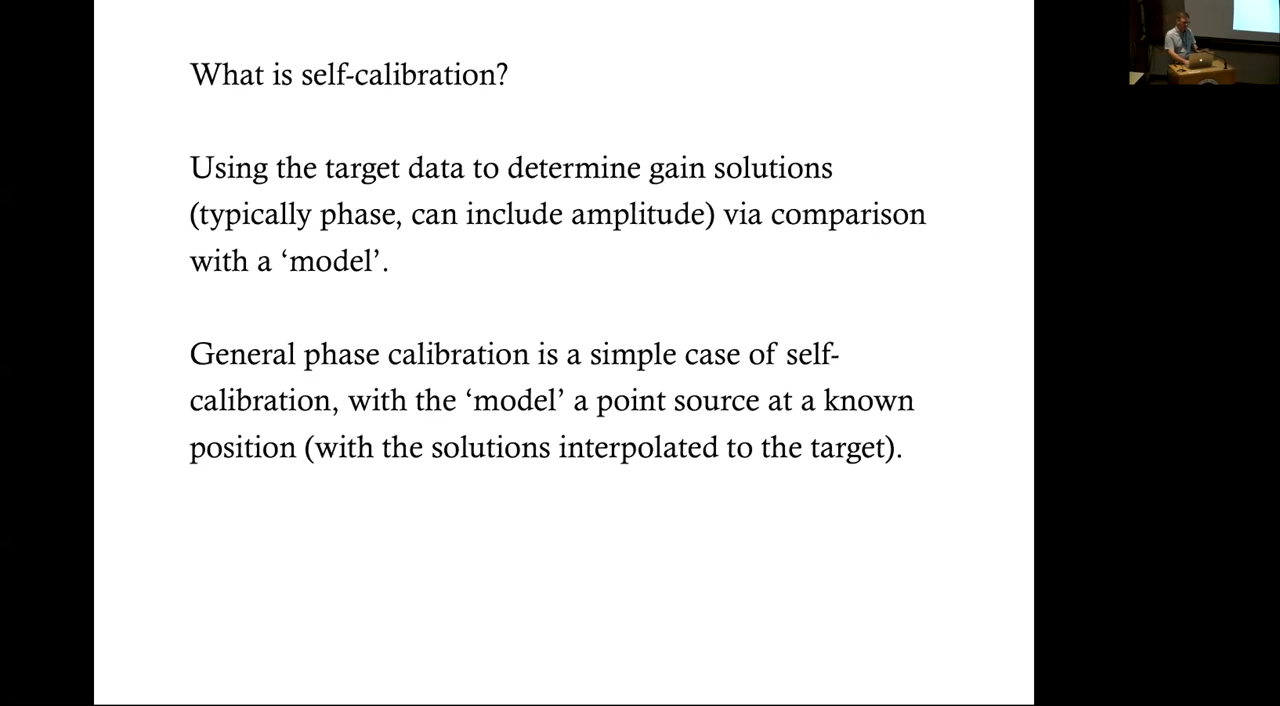 What is self-calibration?
Using the target data to determine gain solutions
(typically phase, can include amplitude) via comparison
with a ‘model’.
General phase calibration is a simple case of self-
calibration, with the ‘model’ a point source at a known
position (with the solutions interpolated to the target).